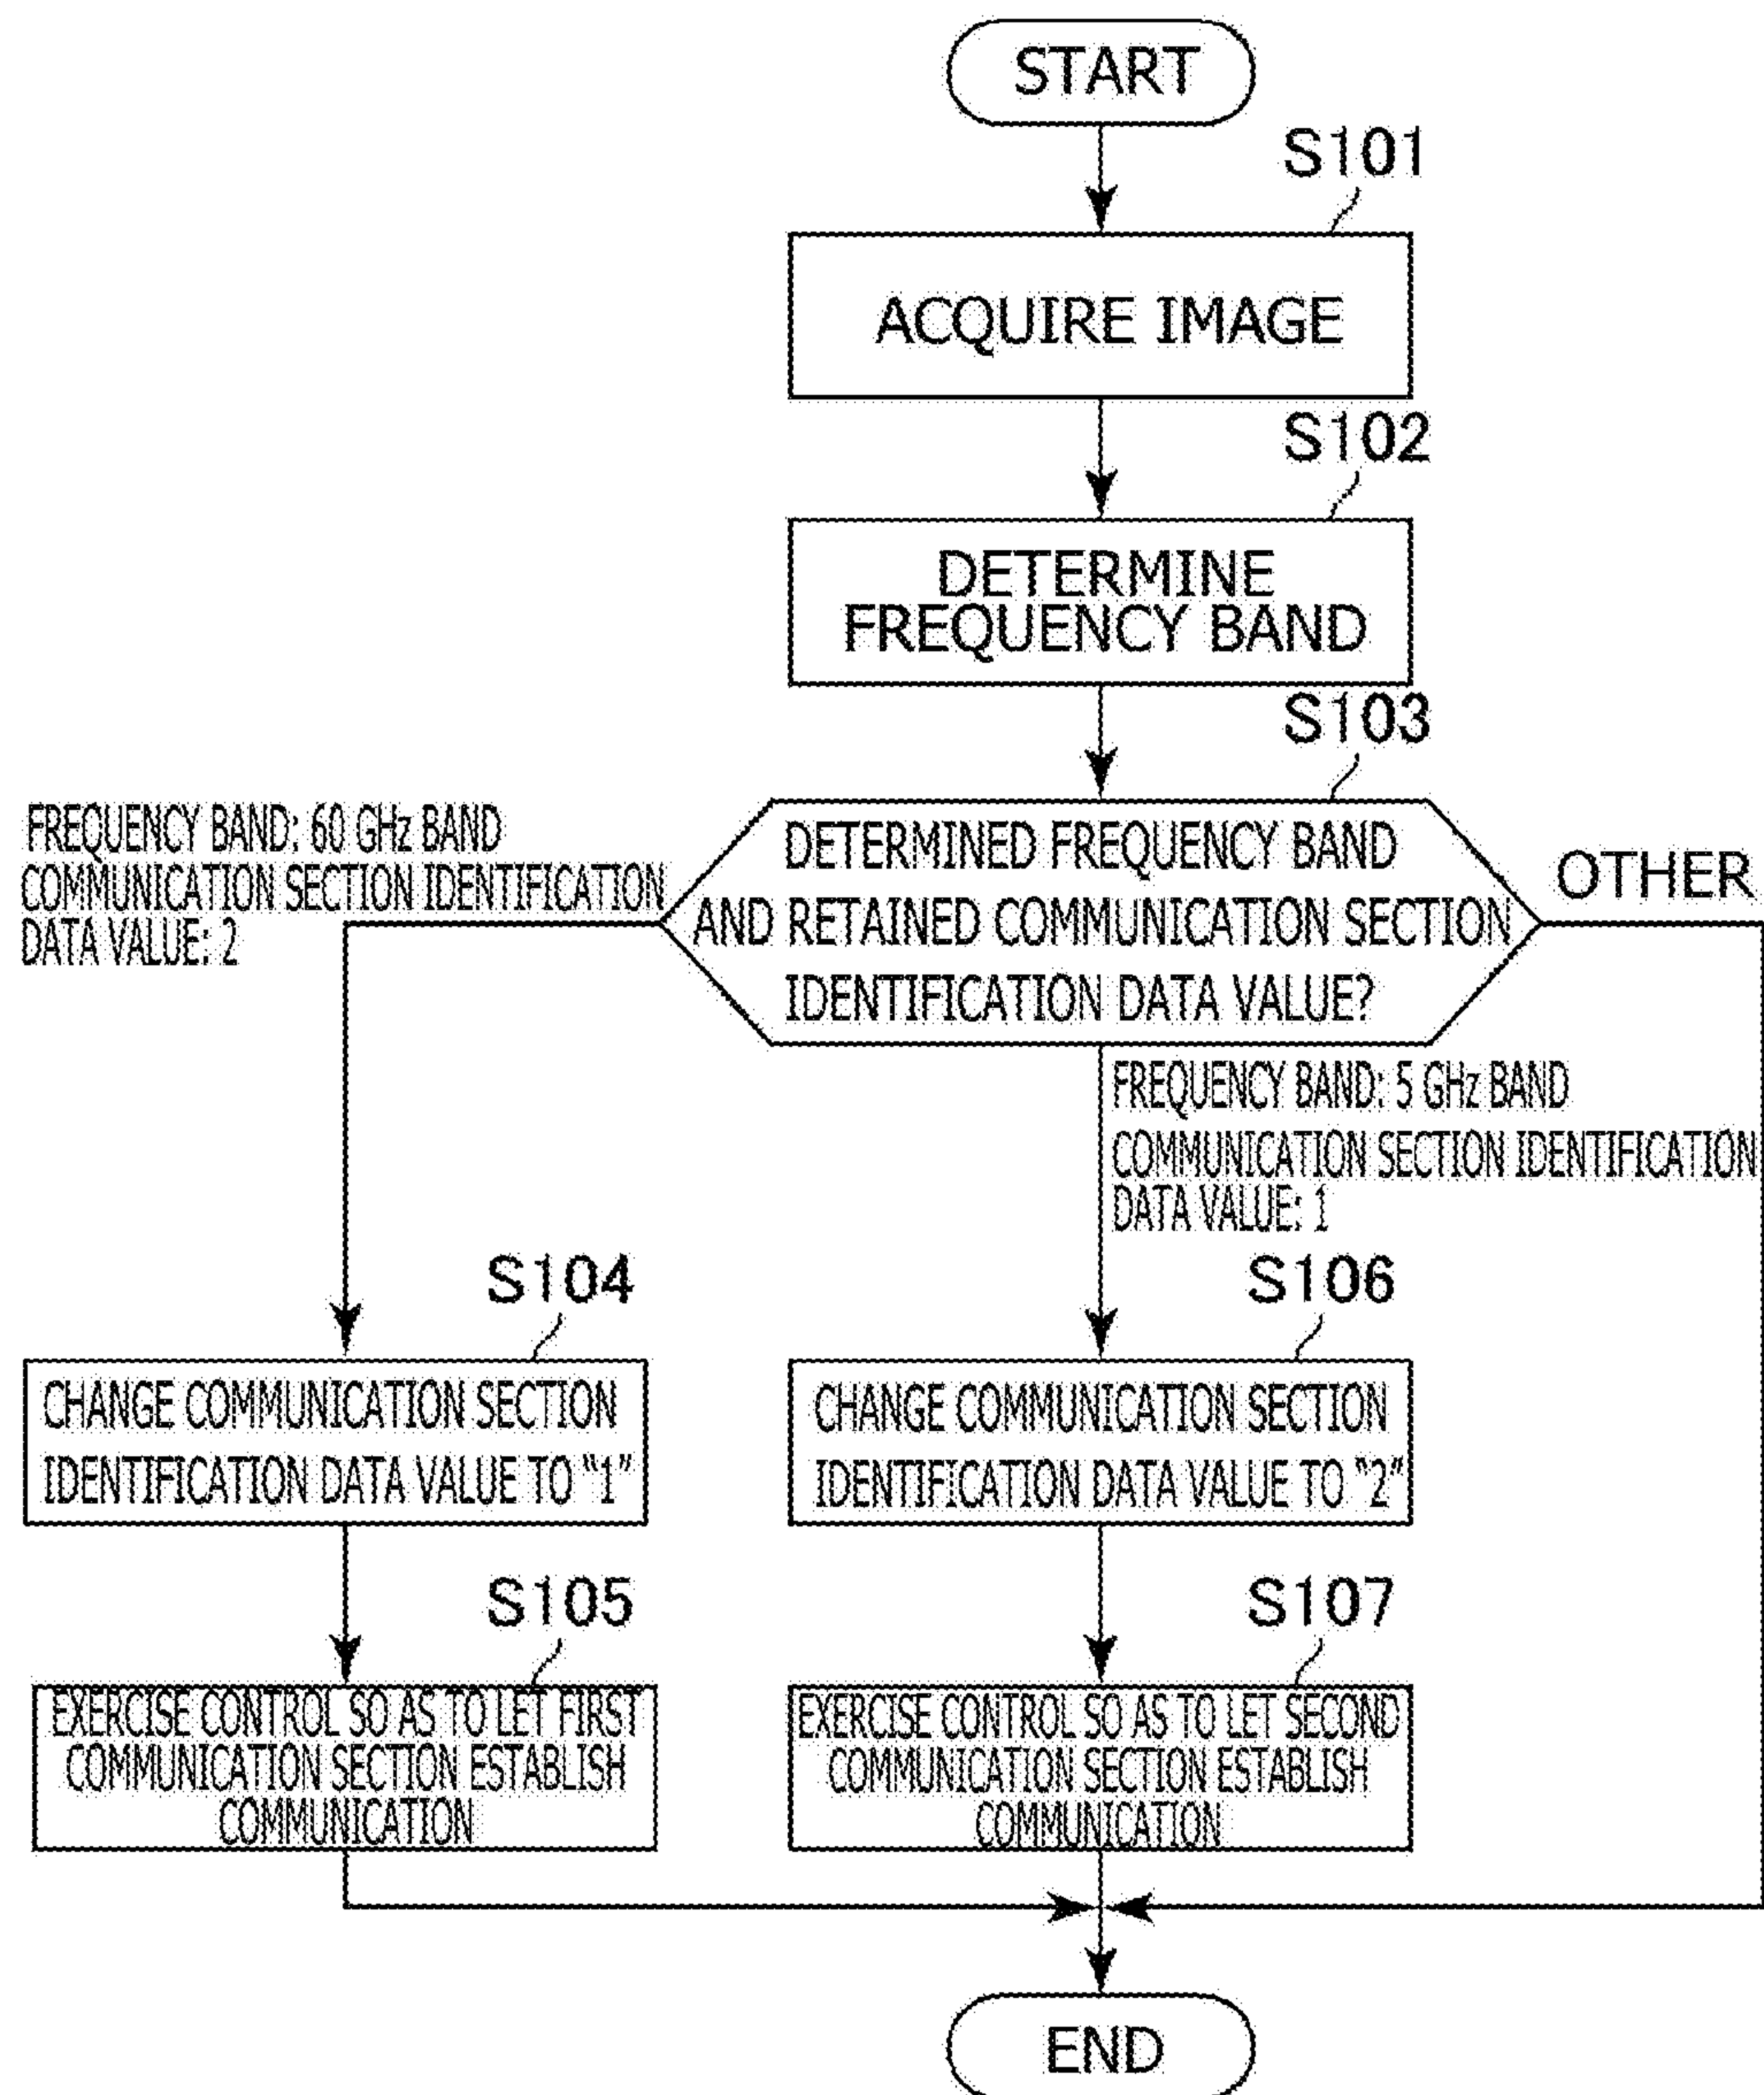 START
S101
ACQUIRE IMAGE
S102
DETERMINE
FREQUENCY BAND
S103
DETERMINED FREQUENCY BAND
AND RETAINED COMMUNICATION SECTION
IDENTIFICATION DATA VALUE?
FREQUENCY BAND: 60 GHz BAND
COMMUNICATION SECTION IDENTIFICATION
DATA VALUE: 2
OTHER
FREQUENCY BAND: 5 GHz BAND
COMMUNICATION SECTION IDENTIFICATION
DATA VALUE: 1
S104
CHANGE COMMUNICATION SECTION
IDENTIFICATION DATA VALUE TO “1”
S106
CHANGE COMMUNICATION SECTION
IDENTIFICATION DATA VALUE TO “2”
S105
EXERCISE CONTROL SO AS TO LET FIRST
COMMUNICATION SECTION ESTABLISH
COMMUNICATION
S107
EXERCISE CONTROL SO AS TO LET SECOND
COMMUNICATION SECTION ESTABLISH
COMMUNICATION
END